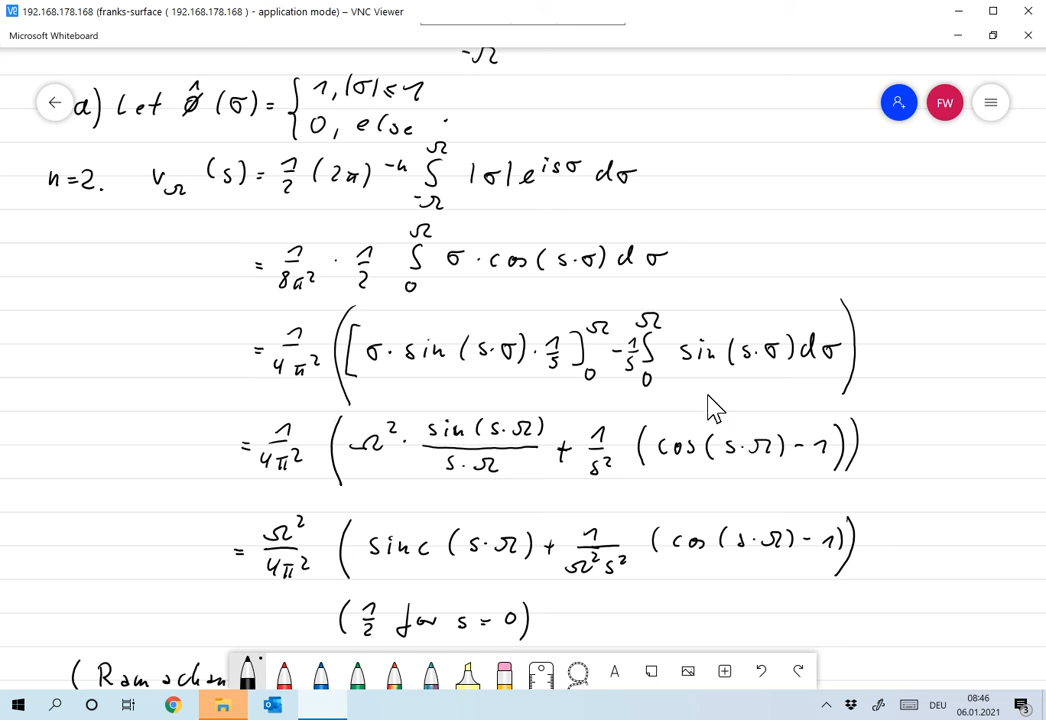 192.168.178.168 (franks-surface ( 192.168.178.168 ) - application mode) – VNC Viewer
Microsoft Whiteboard
-Ω
a) Let φ̂ (σ) = { 1, |σ| ≤ 1
0, else .
FW
n=2. v_Ω (s) = 1/2 (2π)^-n ∫_-Ω^Ω |σ| e^isσ dσ
= 1/8π² · 1/2 ∫_0^Ω σ · cos(s·σ) dσ
= 1/4π² ( [ σ · sin (s·σ) · 1/s ]_0^Ω - 1/s ∫_0^Ω sin(s·σ) dσ )
= 1/4π² ( Ω² · sin(s·Ω)/s·Ω + 1/s² (cos(s·Ω) - 1) )
= Ω²/4π² ( sinc (s·Ω) + 1/Ω²s² (cos(s·Ω) - 1) )
( 1/2 for s = 0 )
( Ramachan
A
DEU
08:46
06.01.2021
3